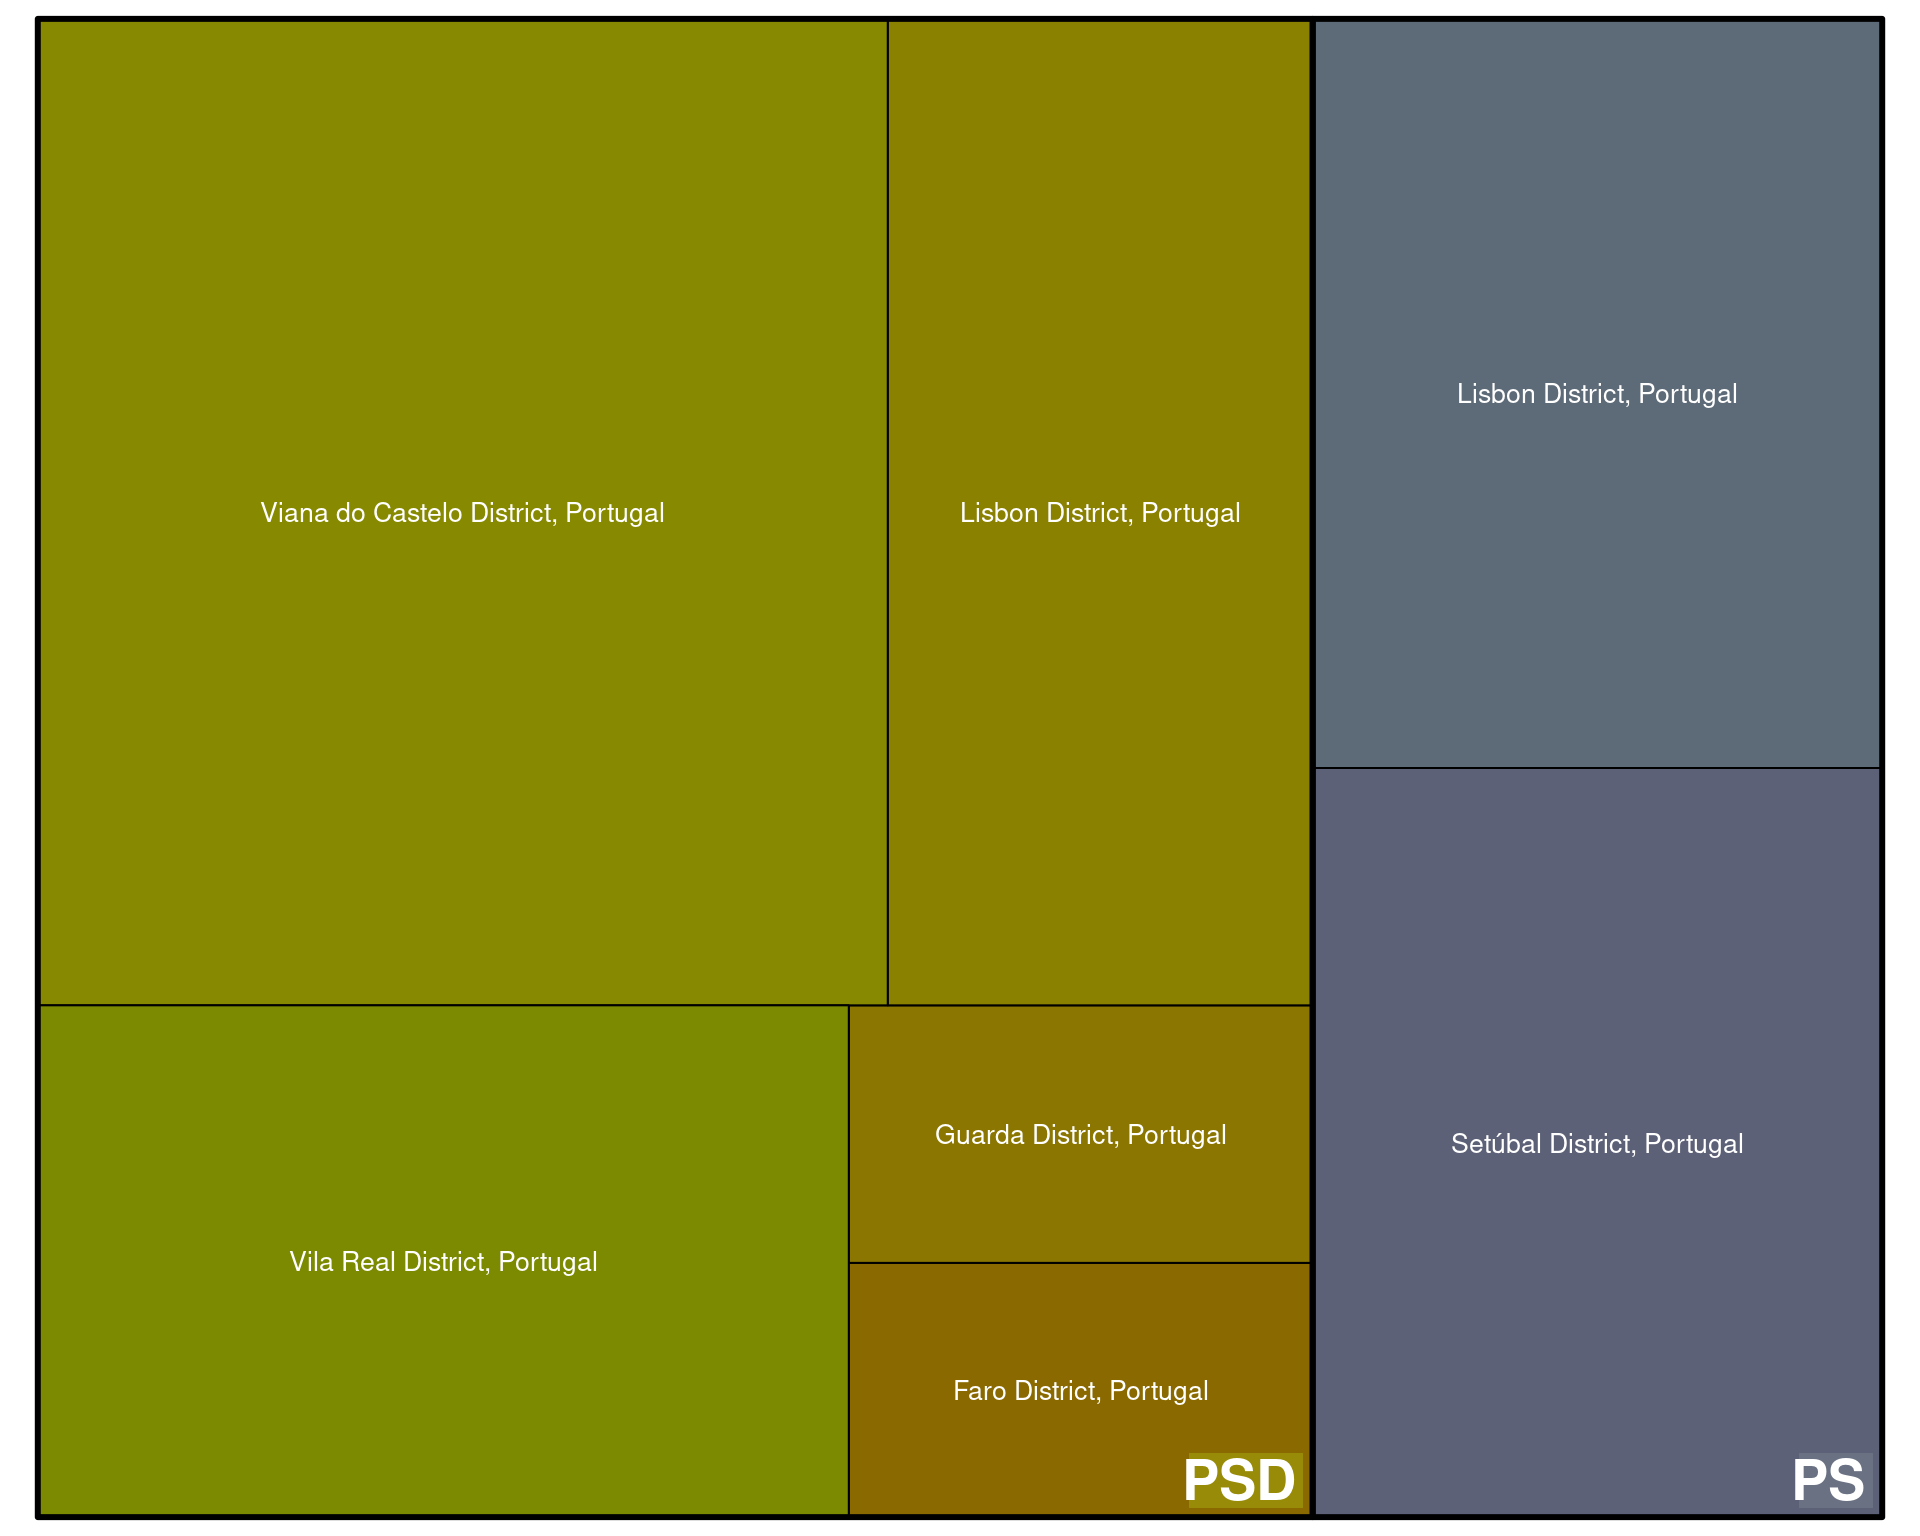 Viana do Castelo District, Portugal
Lisbon District, Portugal
Lisbon District, Portugal
Vila Real District, Portugal
Guarda District, Portugal
Setúbal District, Portugal
Faro District, Portugal
PSD
PS